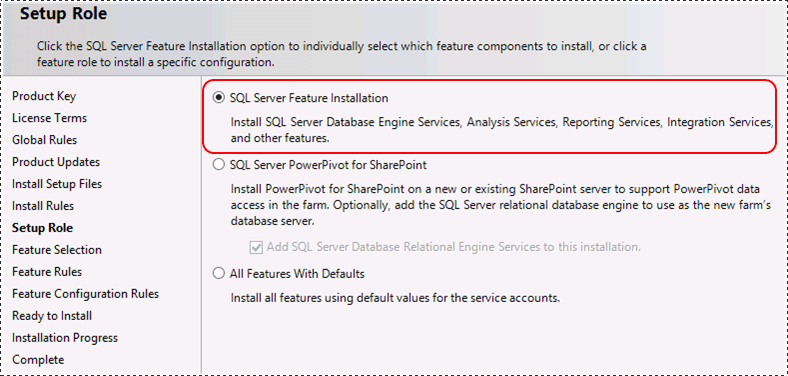 Setup Role
Click the SQL Server Feature Installation option to individually select which feature components to install, or click a
feature role to install a specific configuration.
Product Key
License Terms
Global Rules
Product Updates
Install Setup Files
Install Rules
Setup Role
Feature Selection
Feature Rules
Feature Configuration Rules
Ready to Install
Installation Progress
Complete
SQL Server Feature Installation
Install SQL Server Database Engine Services, Analysis Services, Reporting Services, Integration Services,
and other features.
SQL Server PowerPivot for SharePoint
Install PowerPivot for SharePoint on a new or existing SharePoint server to support PowerPivot data
access in the farm. Optionally, add the SQL Server relational database engine to use as the new farm's
database server.
Add SQL Server Database Relational Engine Services to this installation.
All Features With Defaults
Install all features using default values for the service accounts.